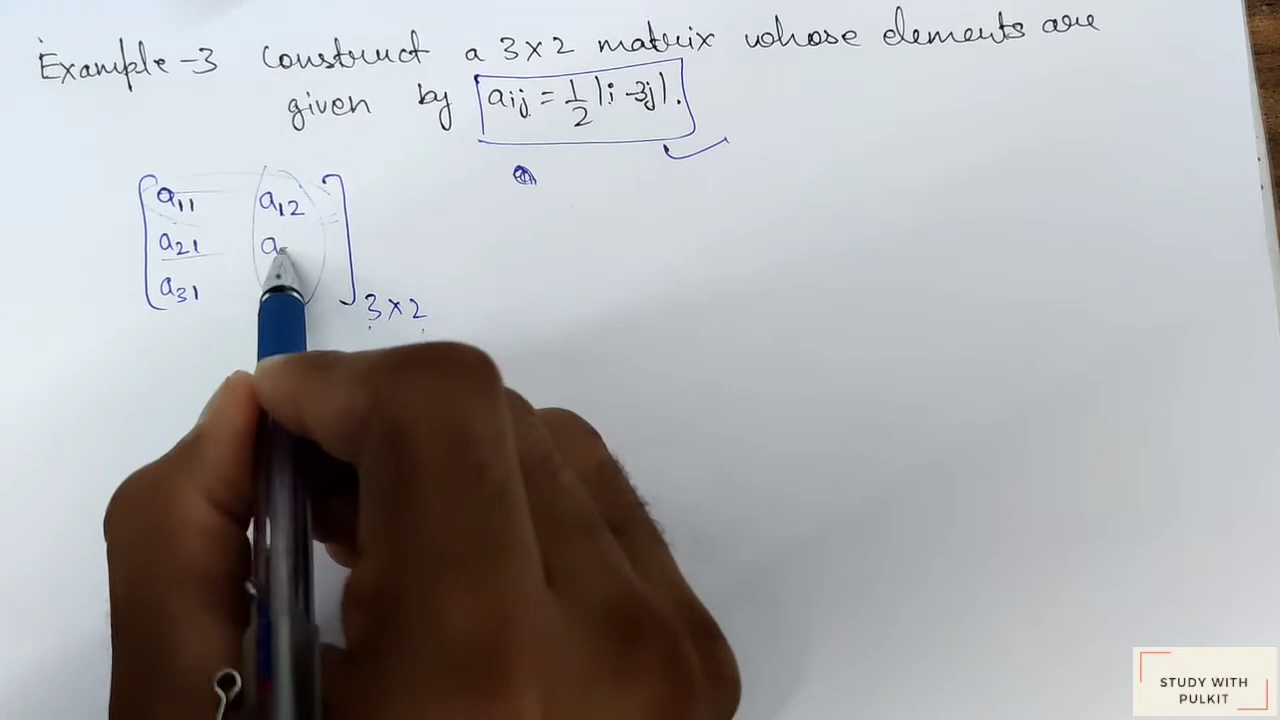 Example-3 Construct a 3×2 matrix whose elements are
given by aij = 1/2 |i-3j|.
a11 a12
a21 a
a31
3×2
STUDY WITH
PULKIT